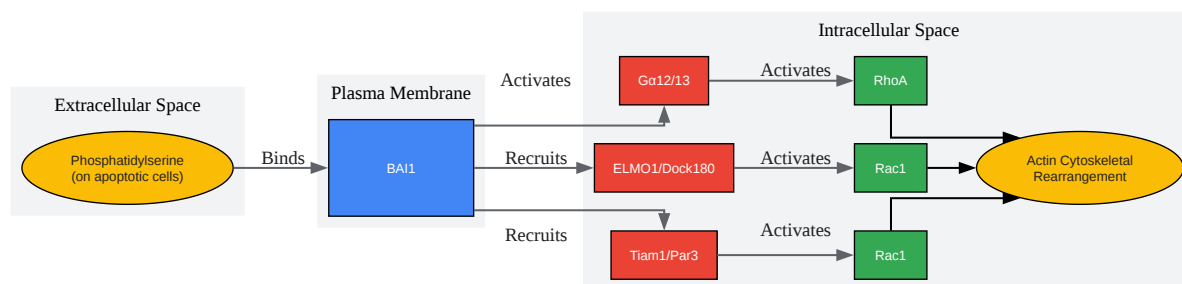 Extracellular Space
Phosphatidylserine
(on apoptotic cells)
Binds
Plasma Membrane
BAI1
Activates
Recruits
Recruits
Intracellular Space
Gα12/13
Activates
RhoA
ELMO1/Dock180
Activates
Rac1
Tiam1/Par3
Activates
Rac1
Actin Cytoskeletal
Rearrangement